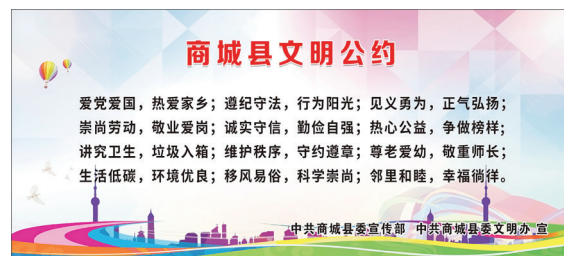 商城县文明公约
爱党爱国，热爱家乡；遵纪守法，行为阳光；见义勇为，正气弘扬；
崇尚劳动，敬业爱岗；诚实守信，勤俭自强；热心公益，争做榜样；
讲究卫生，垃圾入箱；维护秩序，守约遵章；尊老爱幼，敬重师长；
生活低碳，环境优良；移风易俗，科学崇尚；邻里和睦，幸福徜徉。
中共商城县委宣传部 中共商城县委文明办 宣